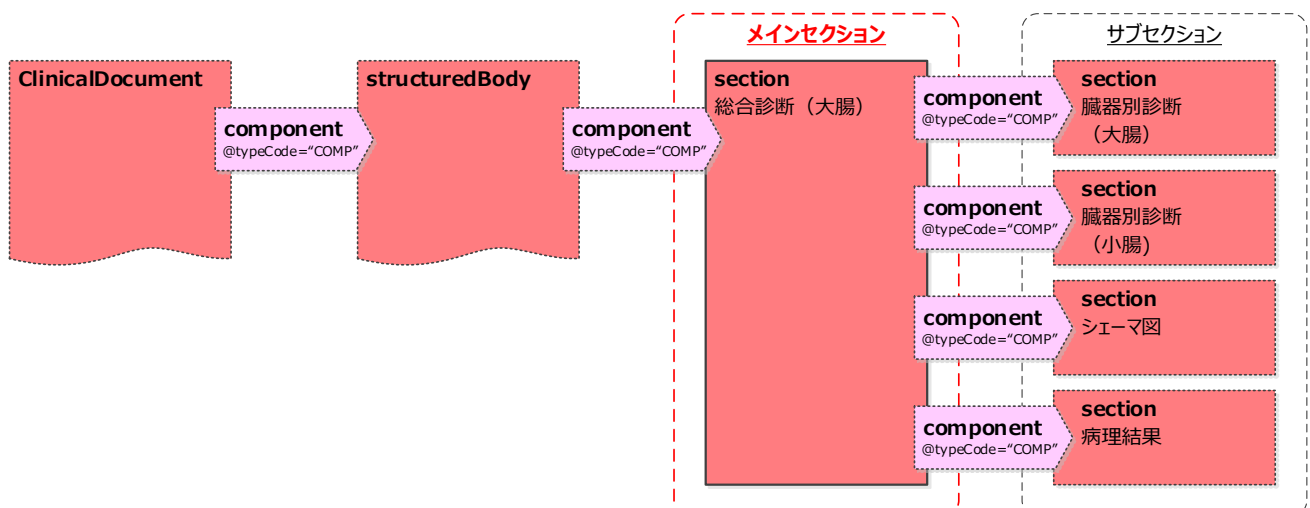 メインセクション
サブセクション
ClinicalDocument
component
@typeCode=“COMP”
structuredBody
component
@typeCode=“COMP”
section
総合診断（大腸）
component
@typeCode=“COMP”
section
臓器別診断
（大腸）
component
@typeCode=“COMP”
section
臓器別診断
（小腸)
component
@typeCode=“COMP”
section
シェーマ図
component
@typeCode=“COMP”
section
病理結果